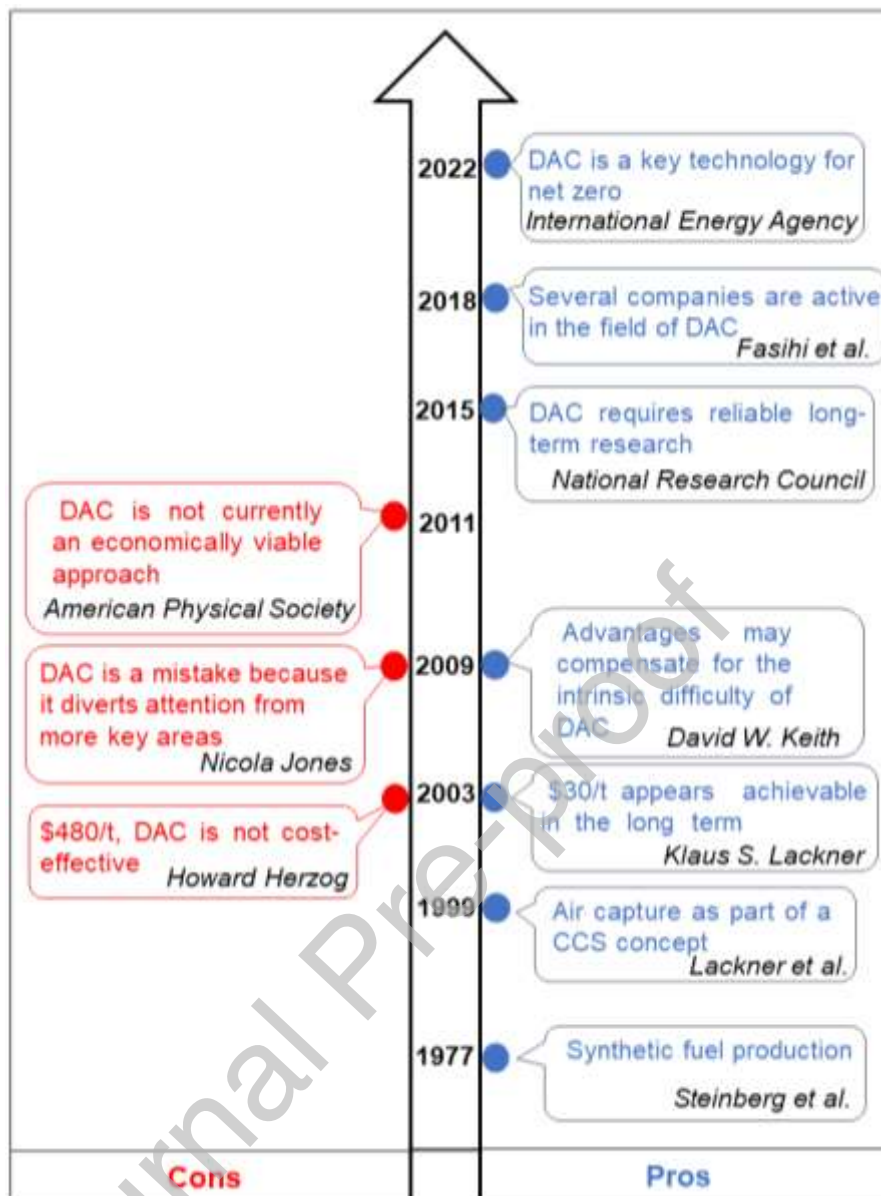 2022
DAC is a key technology for
net zero
International Energy Agency
2018
Several companies are active
in the field of DAC
Fasihi et al.
2015
DAC requires reliable long-
term research
National Research Council
DAC is not currently
an economically viable
approach
American Physical Society
2011
DAC is a mistake because
it diverts attention from
more key areas
Nicola Jones
2009
Advantages may
compensate for the
intrinsic difficulty of
DAC
David W. Keith
$480/t, DAC is not cost-
effective
Howard Herzog
2003
$30/t appears achievable
in the long term
Klaus S. Lackner
1999
Air capture as part of a
CCS concept
Lackner et al.
1977
Synthetic fuel production
Steinberg et al.
Cons
Pros
urnal Pre-proof